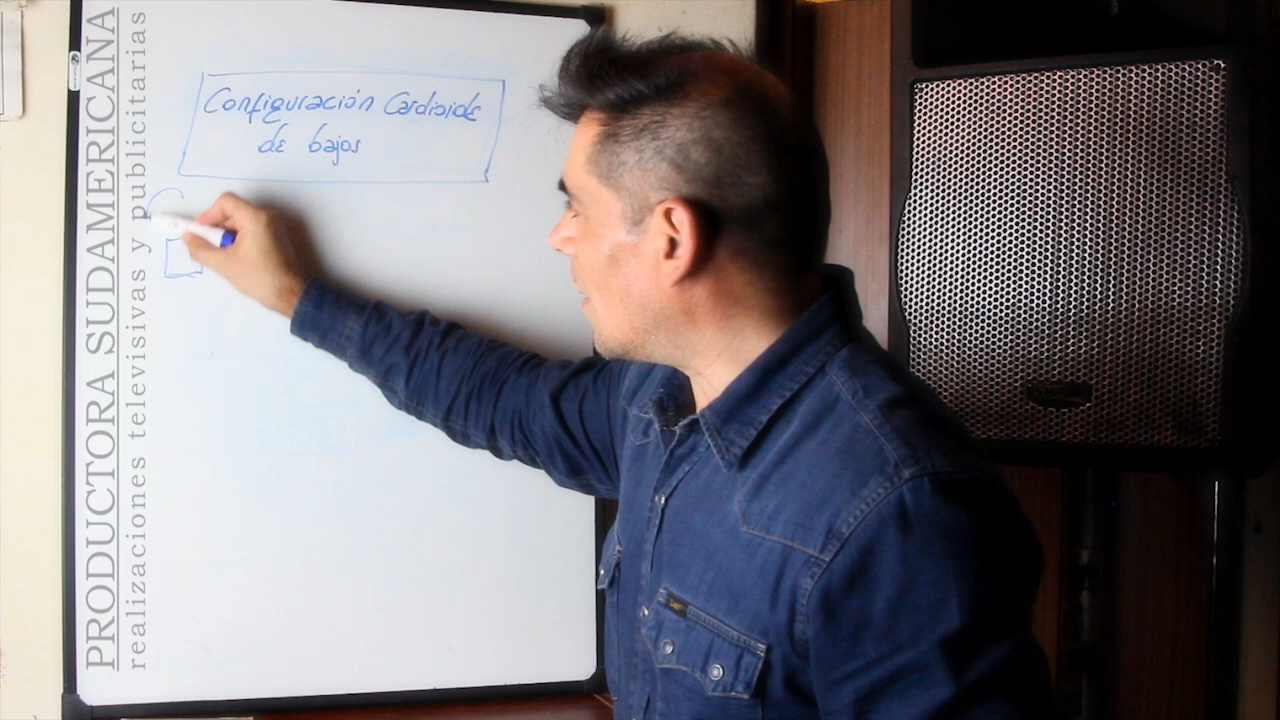 PRODUCTORA SUDAMERICANA
realizaciones televisivas y publicitarias
Configuración Cardioide
de bajos